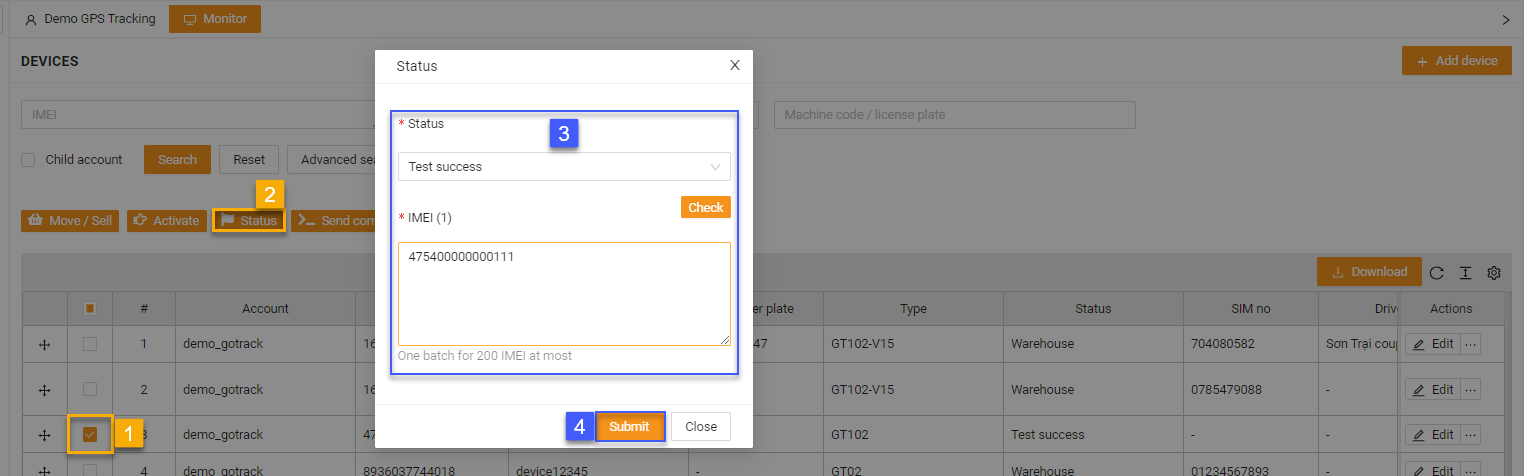 Demo GPS Tracking Monitor
DEVICES
Add device
Status
IMEI
Machine code / license plate
* Status
3
Child account Search Reset Advanced sea
Test success
2
Check
Move / Sell Activate Status Send com
* IMEI (1)
475400000000111
Download
# Account er plate Type Status SIM no Driv Actions
1 demo_gotrack 16 47 GT102-V15 Warehouse 704080582 Sơn Trại coup Edit ...
One batch for 200 IMEI at most
2 demo_gotrack 16 GT102-V15 Warehouse 0785479088 - Edit ...
4 Submit Close
1 3 demo_gotrack 47 GT102 Test success - - Edit ...
4 demo_gotrack 8936037744018 device12345 - GT02 01234567893 - Edit ...